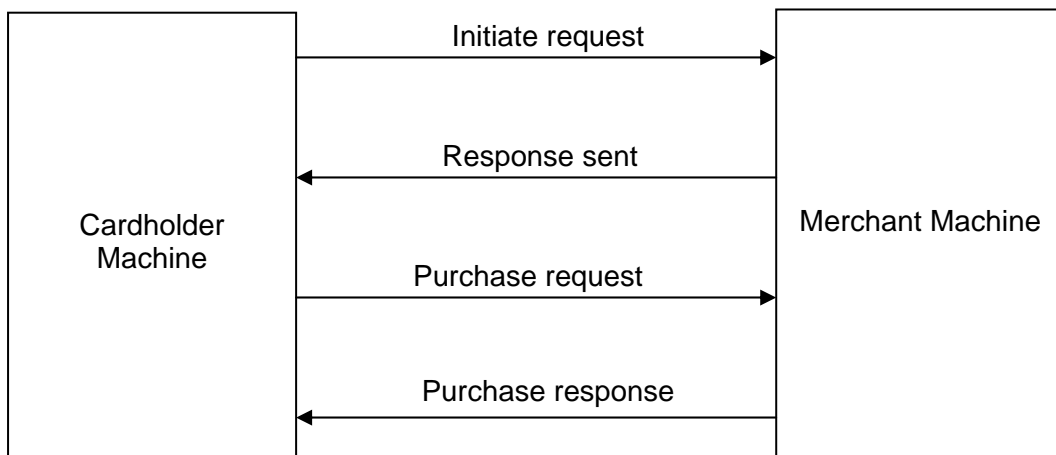 Initiate request
Response sent
Cardholder
Machine
Merchant Machine
Purchase request
Purchase response